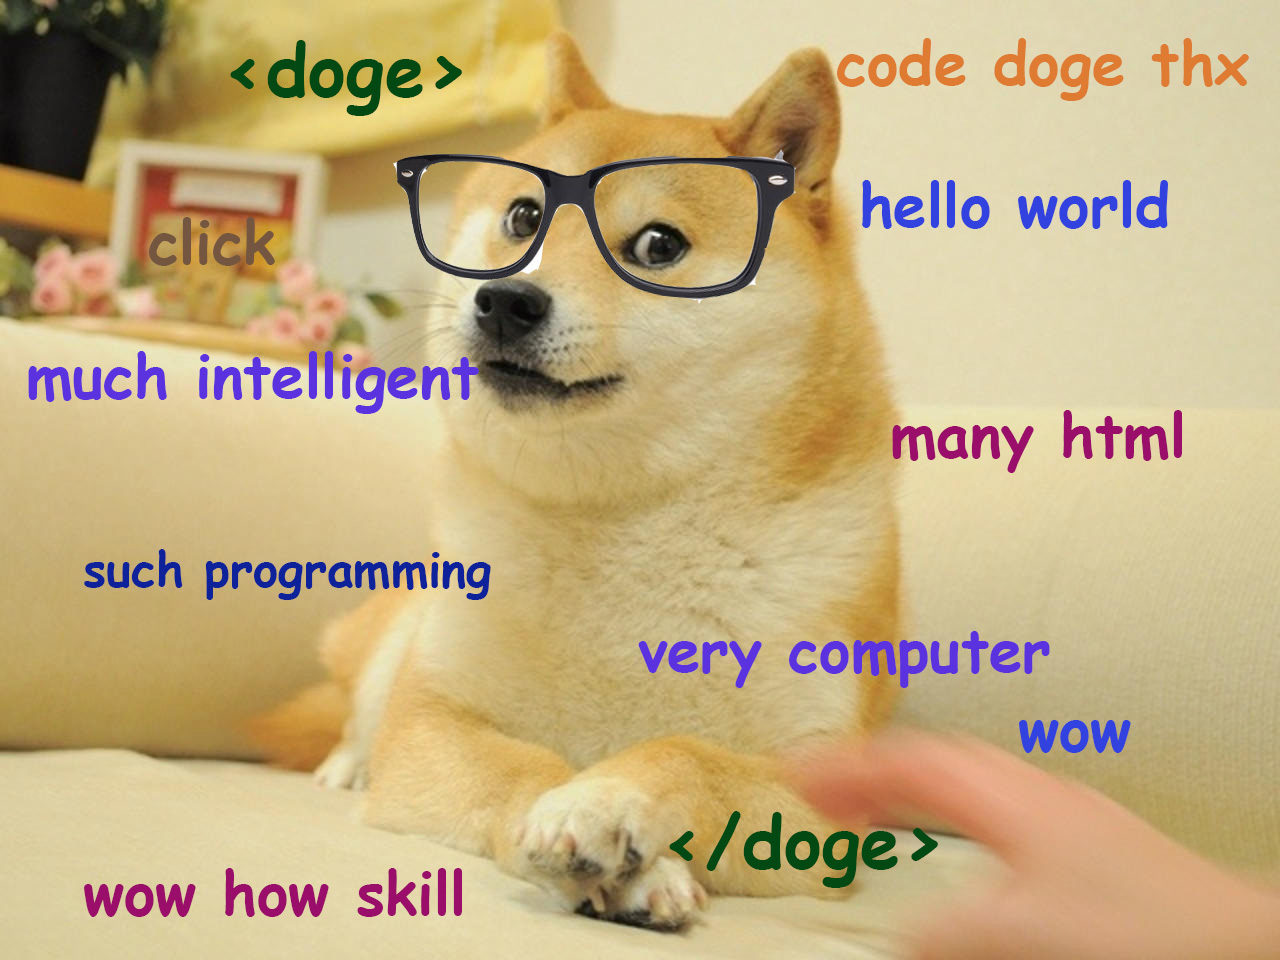 <doge>
code doge thx
hello world
click
much intelligent
many html
such programming
very computer
wow
</doge>
wow how skill